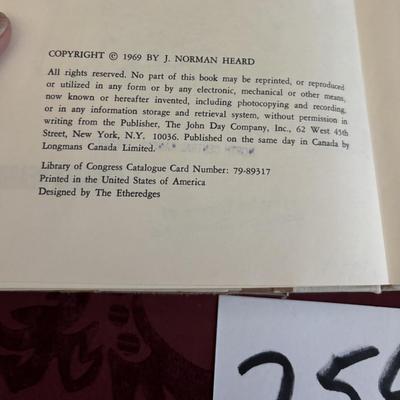 COPYRIGHT © 1969 BY J. NORMAN HEARD
All rights reserved. No part of this book may be reprinted, or reproduced
or utilized in any form or by any electronic, mechanical or other means,
now known or hereafter invented, including photocopying and recording,
or in any information storage and retrieval system, without permission in
writing from the Publisher, The John Day Company, Inc., 62 West 45th
Street, New York, N.Y. 10036. Published on the same day in Canada by
Longmans Canada Limited.
Library of Congress Catalogue Card Number: 79-89317
Printed in the United States of America
Designed by The Etheredges